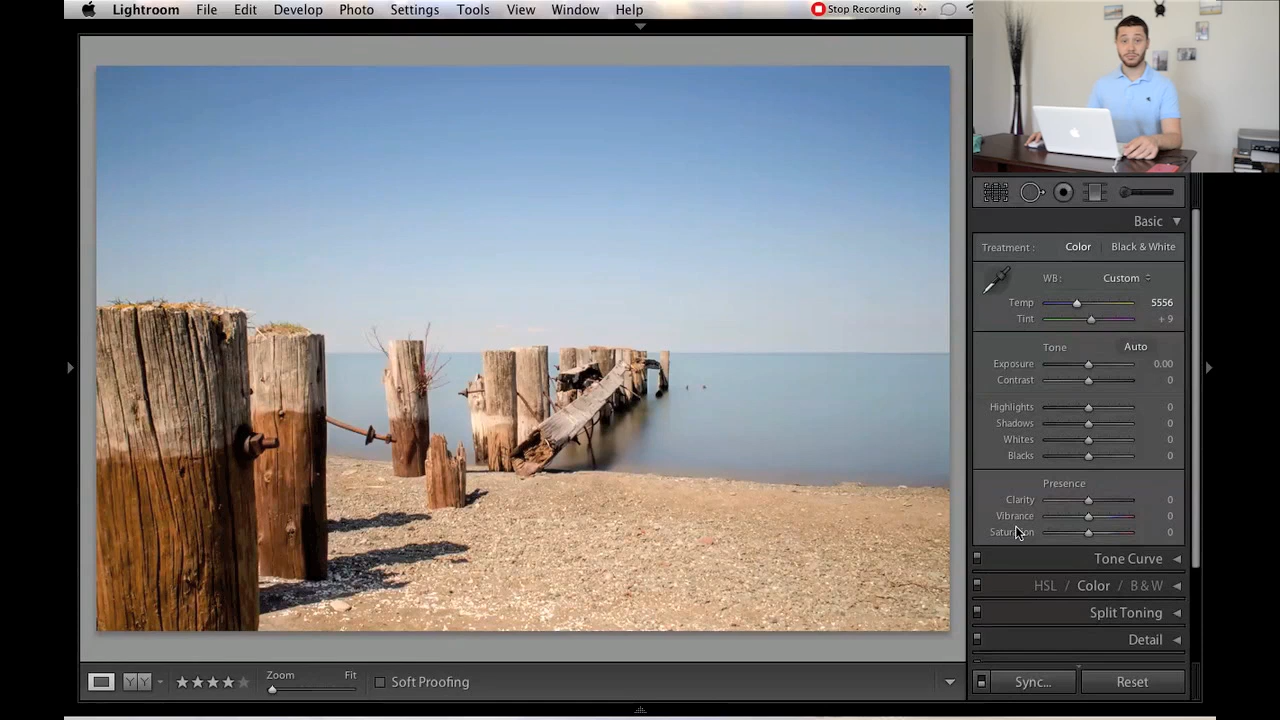 Lightroom File Edit Develop Photo Settings Tools View Window Help Stop Recording
Basic
Treatment : Color Black & White
WB : Custom
Temp 5556
Tint + 9
Tone Auto
Exposure 0.00
Contrast 0
Highlights 0
Shadows 0
Whites 0
Blacks 0
Presence
Clarity 0
Vibrance 0
Saturation 0
Tone Curve
HSL / Color / B & W
Split Toning
Detail
Y Y Zoom Fit Soft Proofing Sync... Reset